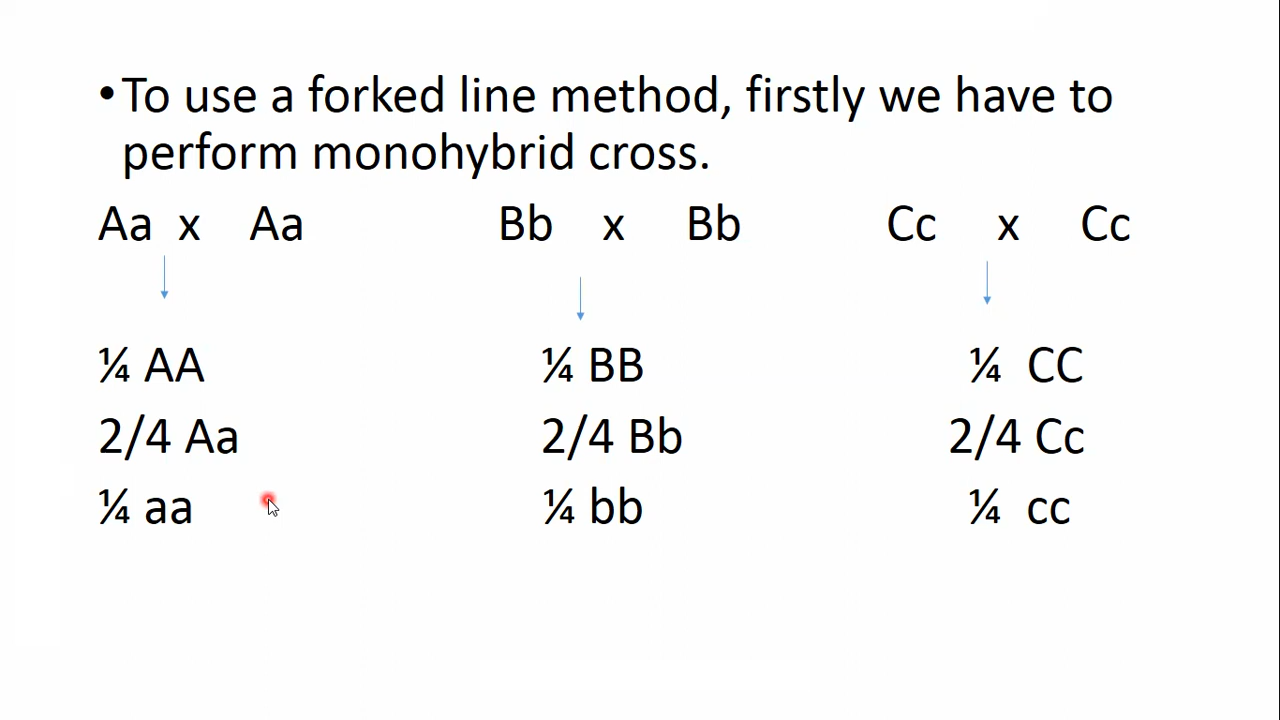 •To use a forked line method, firstly we have to
perform monohybrid cross.
Aa x Aa Bb x Bb Cc x Cc
¼ AA ¼ BB ¼ CC
2/4 Aa 2/4 Bb 2/4 Cc
¼ aa ¼ bb ¼ cc